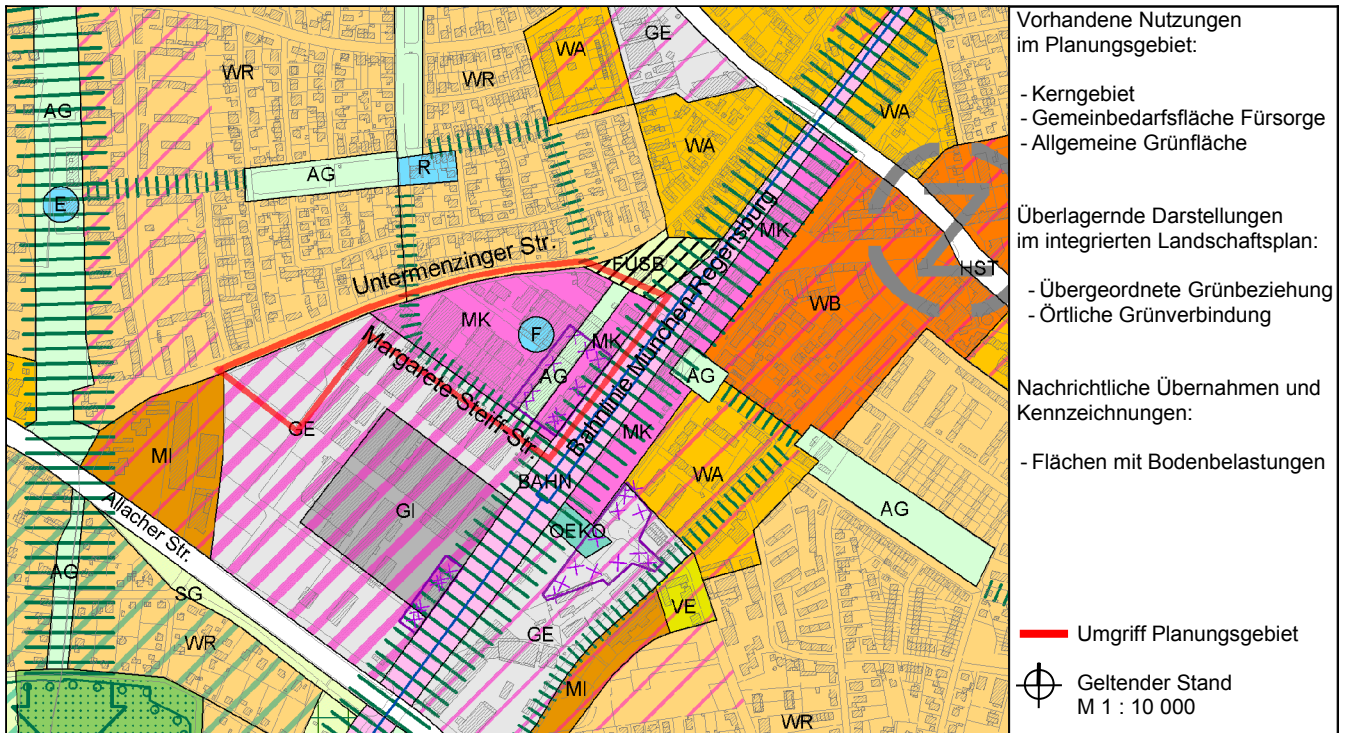 WR
AG
WR
WA
GE
WA
WA
AG
R
E
Untermenzinger Str.
FÜSB
MK
HST
WB
MK
F
MK
Margarete-Steiff-Str.
AG
Bahnlinie München-Regensburg
AG
GE
MK
MI
BAHN
WA
Allacher Str.
GI
OEKO
AG
AG
SG
VE
WR
GE
MI
WR
Vorhandene Nutzungen
im Planungsgebiet:
- Kerngebiet
- Gemeinbedarfsfläche Fürsorge
- Allgemeine Grünfläche
Überlagernde Darstellungen
im integrierten Landschaftsplan:
- Übergeordnete Grünbeziehung
- Örtliche Grünverbindung
Nachrichtliche Übernahmen und
Kennzeichnungen:
- Flächen mit Bodenbelastungen
Umgriff Planungsgebiet
Geltender Stand
M 1 : 10 000